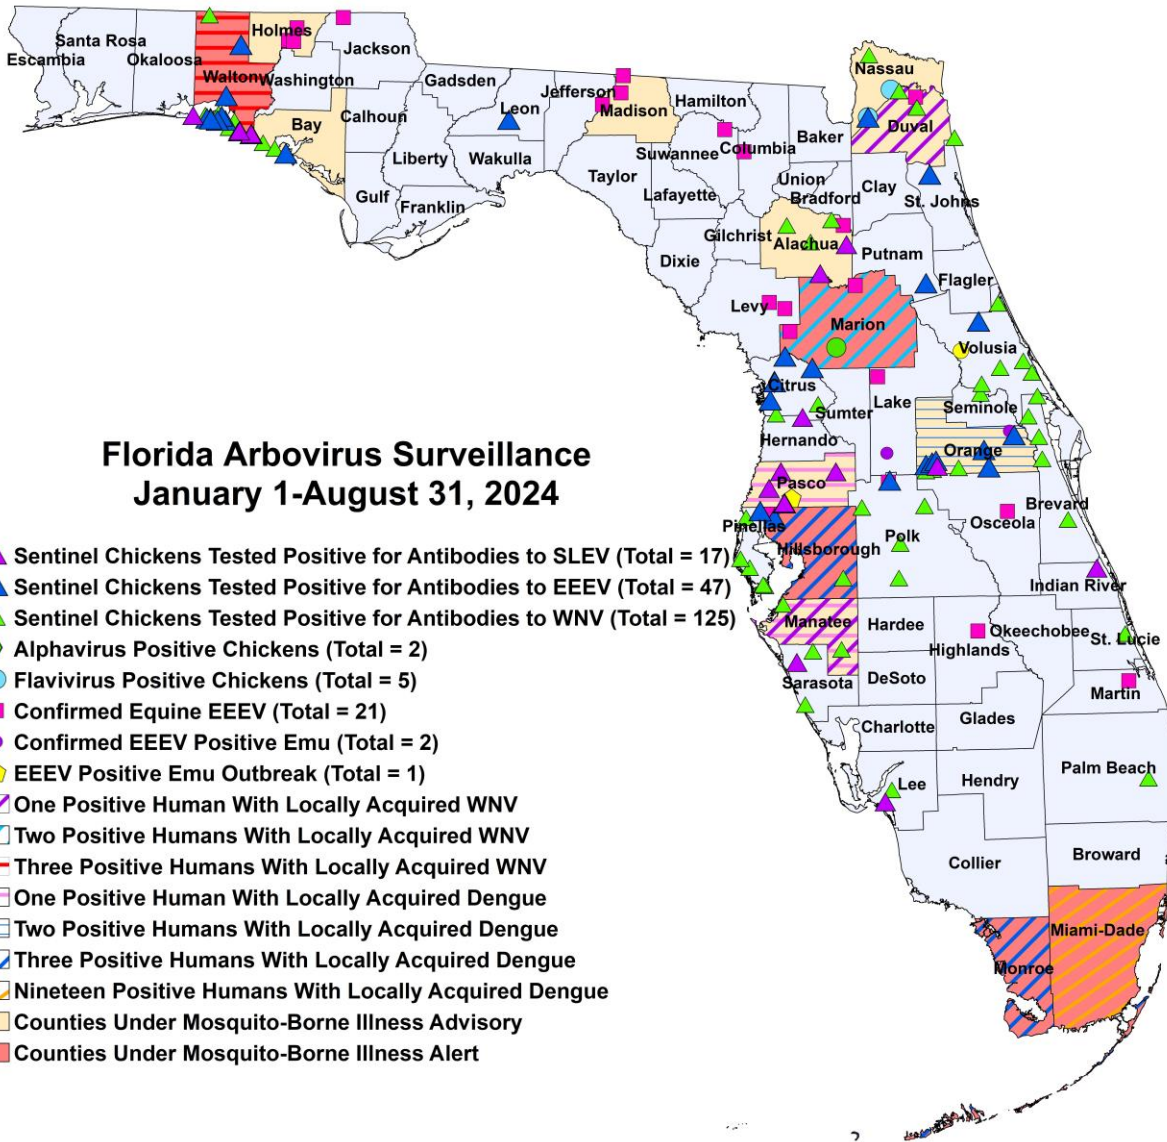 Holmes
Jackson
Santa Rosa
Escambia
Okaloosa
Walton
Washington
Gadsden
Nassau
Jefferson
Madison
Hamilton
Leon
Calhoun
Bay
Duval
Baker
Columbia
Suwannee
Liberty
Wakulla
Taylor
Union
Clay
Lafayette
Bradford
St. Johns
Gulf
Franklin
Gilchrist
Alachua
Putnam
Dixie
Flagler
Levy
Marion
Volusia
Citrus
Lake
Sumter
Seminole
Hernando
Orange
Florida Arbovirus Surveillance
January 1-August 31, 2024
Pasco
Brevard
Pinellas
Osceola
Polk
Hillsborough
Sentinel Chickens Tested Positive for Antibodies to SLEV (Total = 17)
Sentinel Chickens Tested Positive for Antibodies to EEEV (Total = 47)
Indian River
Sentinel Chickens Tested Positive for Antibodies to WNV (Total = 125)
Manatee
Hardee
Okeechobee
St. Lucie
Highlands
Alphavirus Positive Chickens (Total = 2)
Flavivirus Positive Chickens (Total = 5)
Sarasota
DeSoto
Martin
Confirmed Equine EEEV (Total = 21)
Charlotte
Glades
Confirmed EEEV Positive Emu (Total = 2)
EEEV Positive Emu Outbreak (Total = 1)
Lee
Hendry
Palm Beach
One Positive Human With Locally Acquired WNV
Two Positive Humans With Locally Acquired WNV
Three Positive Humans With Locally Acquired WNV
Collier
Broward
One Positive Human With Locally Acquired Dengue
Two Positive Humans With Locally Acquired Dengue
Miami-Dade
Three Positive Humans With Locally Acquired Dengue
Monroe
Nineteen Positive Humans With Locally Acquired Dengue
Counties Under Mosquito-Borne Illness Advisory
Counties Under Mosquito-Borne Illness Alert